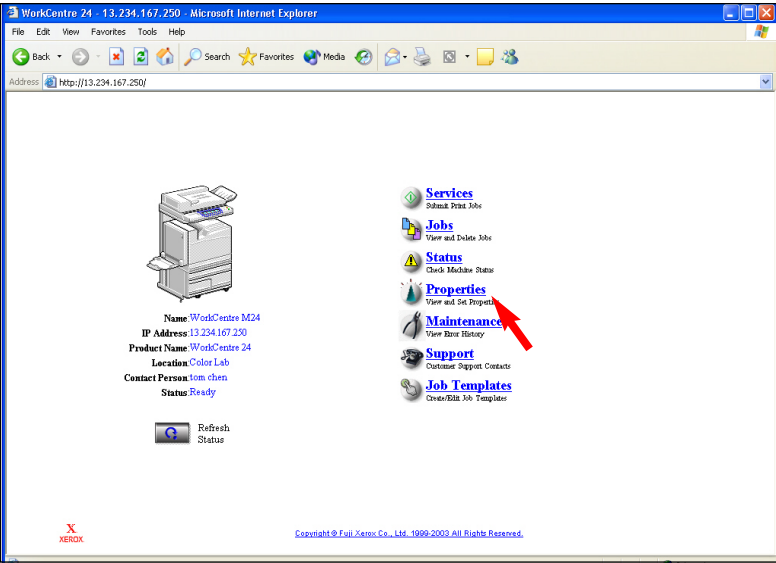 WorkCentre 24 - 13.234.167.250 - Microsoft Internet Explorer
File Edit View Favorites Tools Help
Back Search Favorites Media
Address http://13.234.167.250/
Services
Submit Print Jobs
Jobs
View and Delete Jobs
Status
Check Machine Status
Properties
View and Set Properties
Maintenance
View Error History
Support
Customer Support Contacts
Job Templates
Create/Edit Job Templates
Name: WorkCentre M24
IP Address: 13.234.167.250
Product Name: WorkCentre 24
Location: Color Lab
Contact Person: tom chen
Status: Ready
Refresh
Status
X
XEROX
Copyright © Fuji Xerox Co., Ltd. 1999-2003 All Rights Reserved.